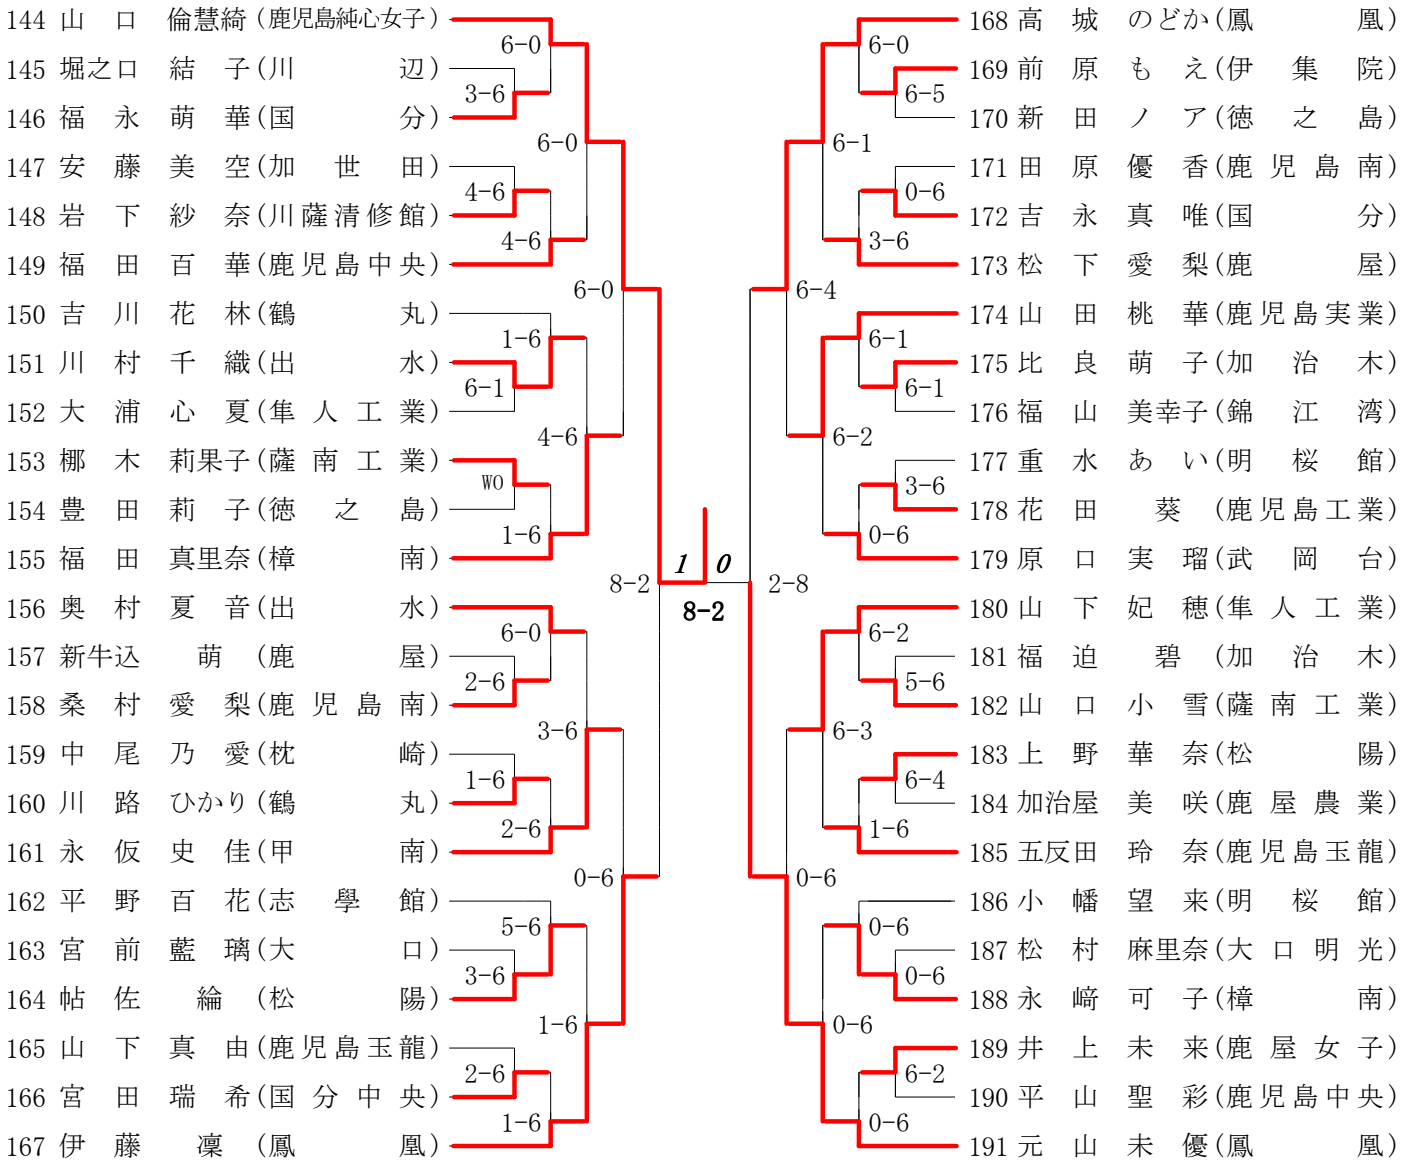 144 山 口 倫慧綺 (鹿児島純心女子)
145 堀之口 結 子 (川 辺)
146 福 永 萌 華 (国 分)
147 安 藤 美 空 (加 世 田)
148 岩 下 紗 奈 (川薩清修館)
149 福 田 百 華 (鹿児島中央)
150 吉 川 花 林 (鶴 丸)
151 川 村 千 織 (出 水)
152 大 浦 心 夏 (隼人工業)
153 梛 木 莉果子 (薩南工業)
154 豊 田 莉 子 (徳 之 島)
155 福 田 真里奈 (樟 南)
156 奥 村 夏 音 (出 水)
157 新牛込 萌 (鹿 屋)
158 桑 村 愛 梨 (鹿児島南)
159 中 尾 乃 愛 (枕 崎)
160 川 路 ひかり (鶴 丸)
161 永 仮 史 佳 (甲 南)
162 平 野 百 花 (志 學 館)
163 宮 前 藍 璃 (大 口)
164 帖 佐 綸 (松 陽)
165 山 下 真 由 (鹿児島玉龍)
166 宮 田 瑞 希 (国分中央)
167 伊 藤 凜 (鳳 凰)
6-0
3-6
6-0
4-6
4-6
6-0
1-6
6-1
4-6
WO
1-6
8-2
6-0
2-6
3-6
1-6
2-6
0-6
5-6
3-6
1-6
2-6
1-6
1 0
8-2
168 高 城 のどか (鳳 凰)
169 前 原 も え (伊 集 院)
170 新 田 ノ ア (徳 之 島)
171 田 原 優 香 (鹿児島南)
172 吉 永 真 唯 (国 分)
173 松 下 愛 梨 (鹿 屋)
174 山 田 桃 華 (鹿児島実業)
175 比 良 萌 子 (加 治 木)
176 福 山 美幸子 (錦 江 湾)
177 重 水 あ い (明 桜 館)
178 花 田 葵 (鹿児島工業)
179 原 口 実 瑠 (武 岡 台)
180 山 下 妃 穂 (隼人工業)
181 福 迫 碧 (加 治 木)
182 山 口 小 雪 (薩南工業)
183 上 野 華 奈 (松 陽)
184 加治屋 美 咲 (鹿屋農業)
185 五反田 玲 奈 (鹿児島玉龍)
186 小 幡 望 来 (明 桜 館)
187 松 村 麻里奈 (大口明光)
188 永 﨑 可 子 (樟 南)
189 井 上 未 来 (鹿屋女子)
190 平 山 聖 彩 (鹿児島中央)
191 元 山 未 優 (鳳 凰)
6-0
6-5
6-1
0-6
3-6
6-4
6-1
6-1
6-2
3-6
0-6
2-8
6-2
5-6
6-3
6-4
1-6
0-6
0-6
0-6
0-6
6-2
0-6